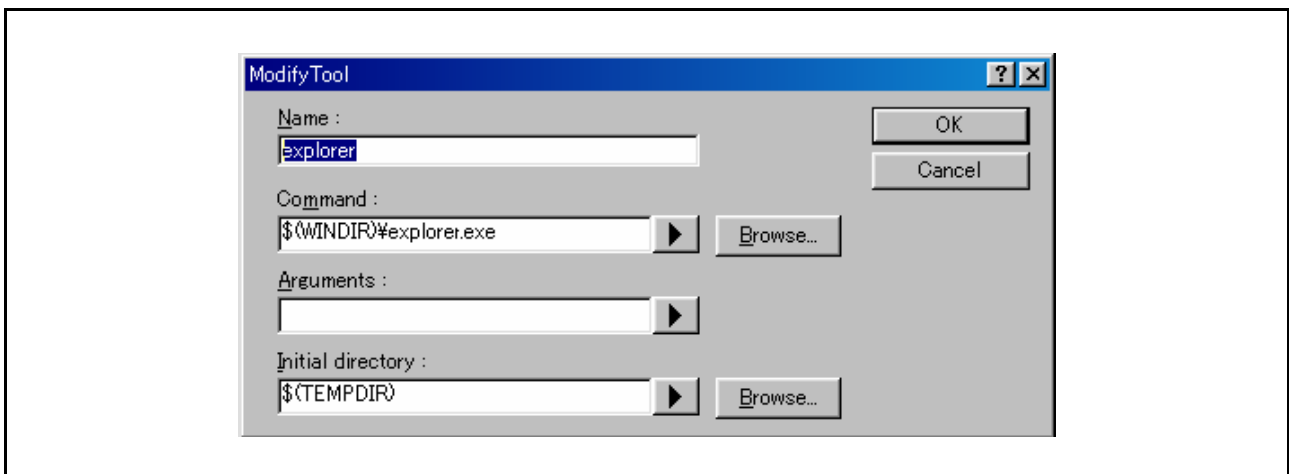 ModifyTool
Name :
explorer
OK
Cancel
Command :
$(WINDIR)¥explorer.exe
Browse...
Arguments :
Initial directory :
$(TEMPDIR)
Browse...